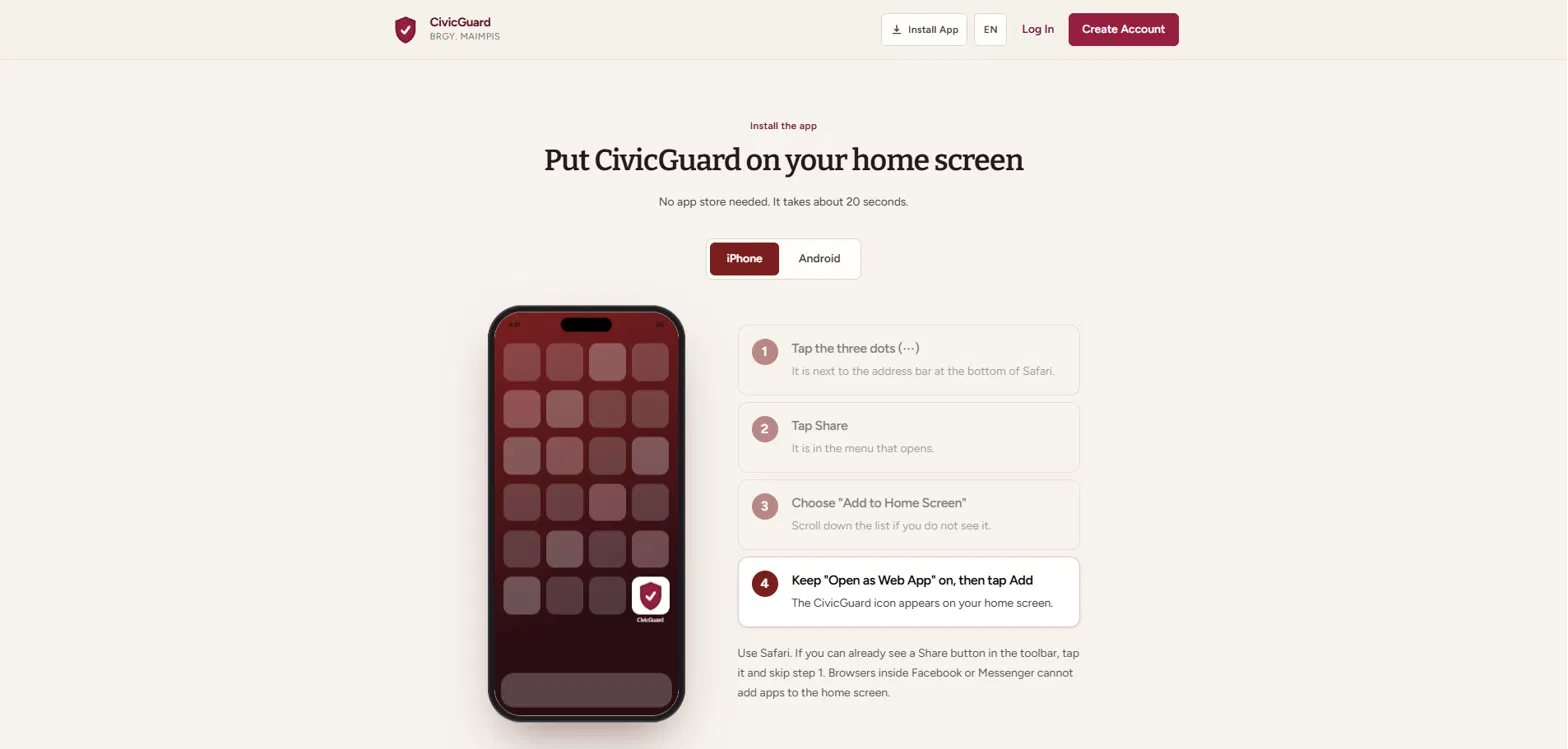 CivicGuard
BRGY. MAIMPIS
Install App
EN
Log In
Create Account
Install the app
Put CivicGuard on your home screen
No app store needed. It takes about 20 seconds.
iPhone
Android
9:41
5G
1
Tap the three dots (···)
It is next to the address bar at the bottom of Safari.
2
Tap Share
It is in the menu that opens.
3
Choose "Add to Home Screen"
Scroll down the list if you do not see it.
4
Keep "Open as Web App" on, then tap Add
The CivicGuard icon appears on your home screen.
CivicGuard
Use Safari. If you can already see a Share button in the toolbar, tap
it and skip step 1. Browsers inside Facebook or Messenger cannot
add apps to the home screen.